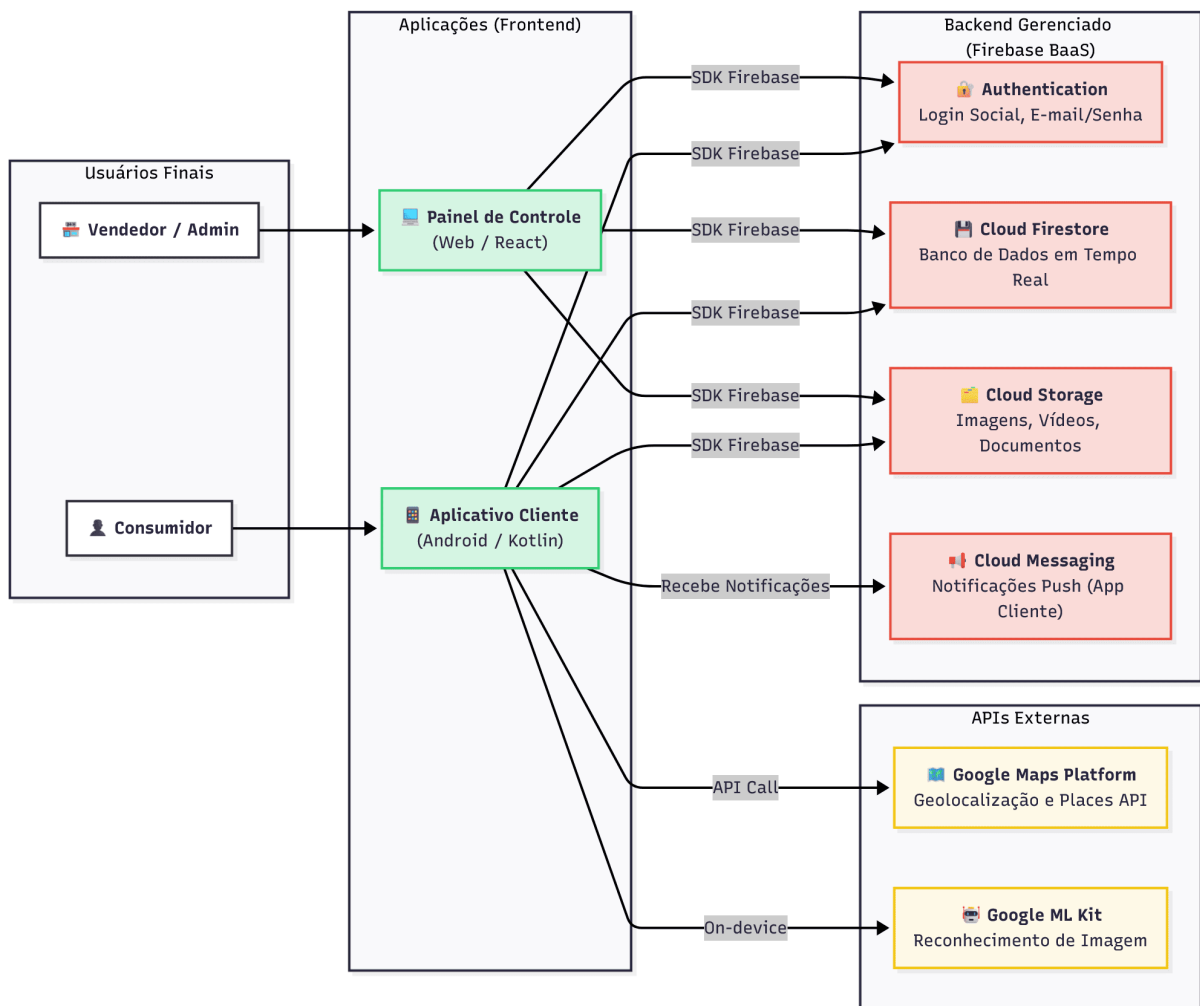 Usuários Finais
Vendedor / Admin
Consumidor
Aplicações (Frontend)
Painel de Controle
(Web / React)
Aplicativo Cliente
(Android / Kotlin)
SDK Firebase
SDK Firebase
SDK Firebase
SDK Firebase
SDK Firebase
SDK Firebase
Recebe Notificações
API Call
On-device
Backend Gerenciado
(Firebase BaaS)
Authentication
Login Social, E-mail/Senha
Cloud Firestore
Banco de Dados em Tempo
Real
Cloud Storage
Imagens, Vídeos,
Documentos
Cloud Messaging
Notificações Push (App
Cliente)
APIs Externas
Google Maps Platform
Geolocalização e Places API
Google ML Kit
Reconhecimento de Imagem